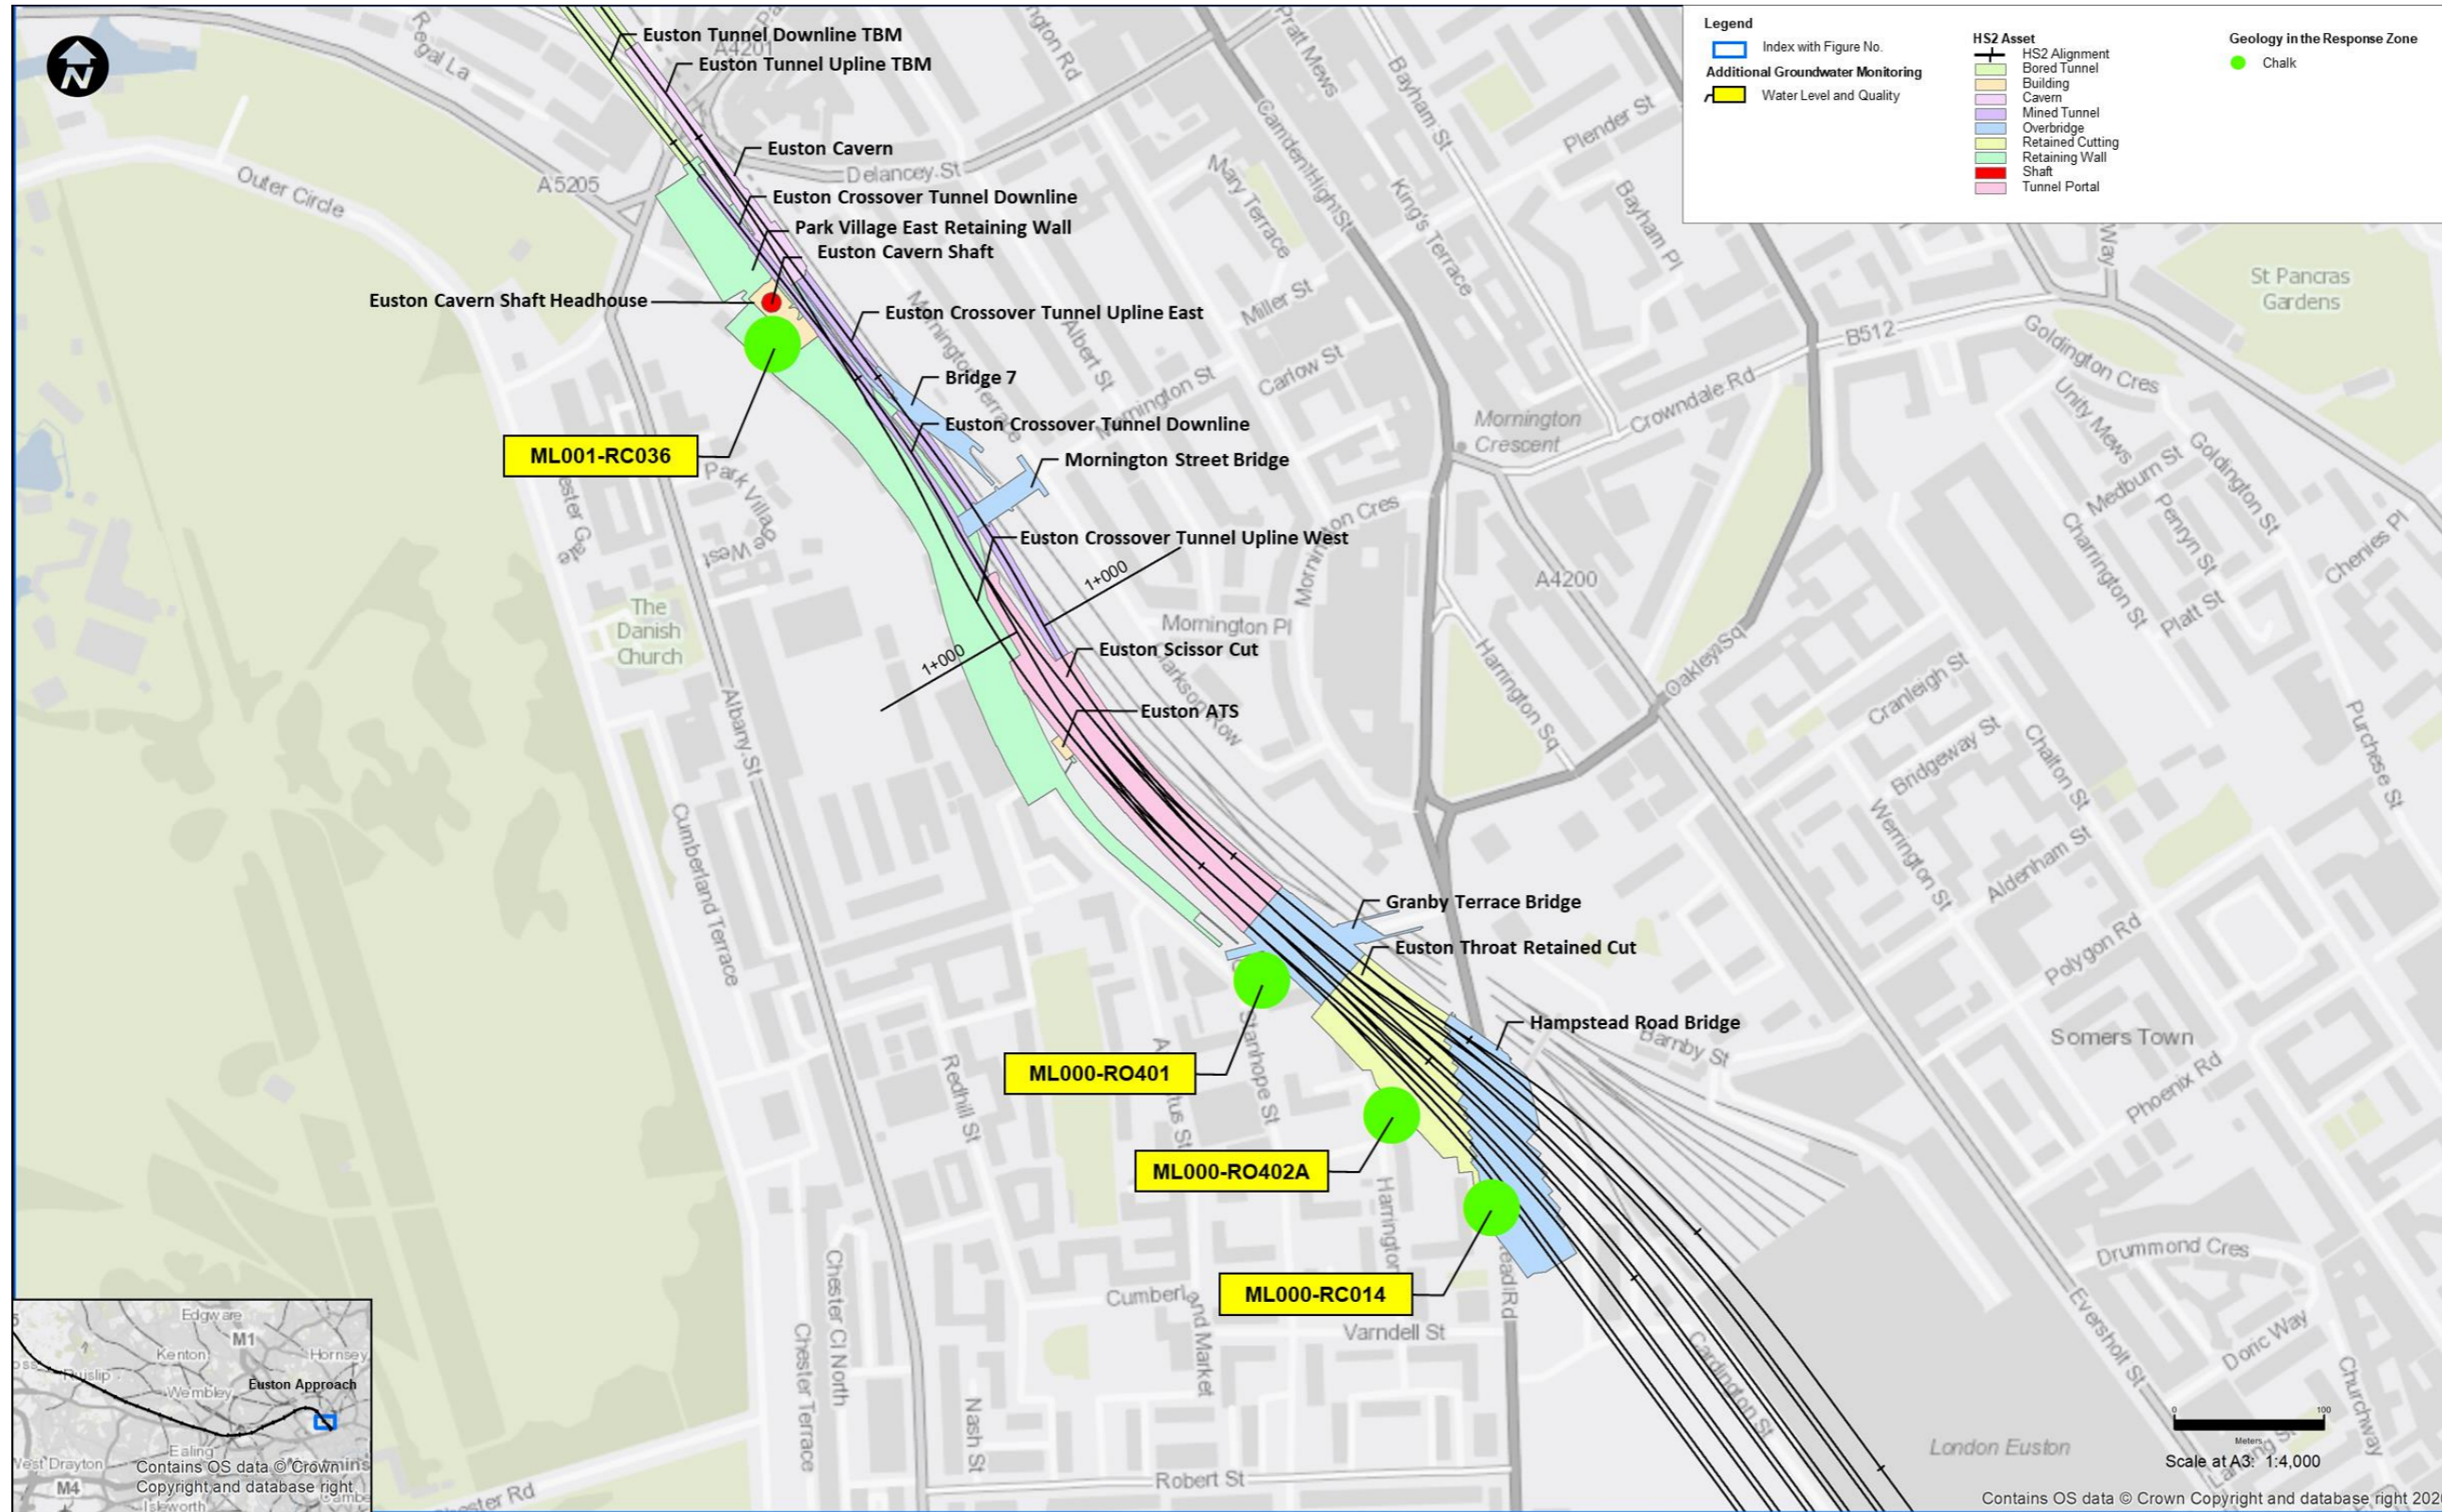 Legend
Index with Figure No.
Additional Groundwater Monitoring
Water Level and Quality
HS2 Asset
HS2 Alignment
Bored Tunnel
Building
Cavern
Mined Tunnel
Overbridge
Retained Cutting
Retaining Wall
Shaft
Tunnel Portal
Geology in the Response Zone
Chalk
N
Euston Tunnel Downline TBM
A4201
Euston Tunnel Upline TBM
Euston Cavern
Delancey St
Euston Crossover Tunnel Downline
Park Village East Retaining Wall
Euston Cavern Shaft
Euston Cavern Shaft Headhouse
Euston Crossover Tunnel Upline East
Bridge 7
Euston Crossover Tunnel Downline
Mornington Street Bridge
Euston Crossover Tunnel Upline West
1+000
1+000
Euston Scissor Cut
Euston ATS
Granby Terrace Bridge
Euston Throat Retained Cut
Hampstead Road Bridge
ML001-RC036
ML000-RO401
ML000-RO402A
ML000-RC014
Regal La
Outer Circle
A5205
Pratt Mews
Bayham St
Plender St
Camden High St
Mary Terrace
King's Terrace
Bayham Pl
Miller St
Albert St
Mornington Terrace
Mornington St
Carlow St
Mornington
Crescent
Crowndale Rd
B512
Way
St Pancras
Gardens
Goldington Cres
Unity Mews
Medburn St
Goldington St
Penryn St
Charrington St
Platt St
Chenies Pl
Purchese St
Mornington Cres
A4200
Mornington Pl
Clarkson Row
Harrington Sq
Oakley Sq
Cranleigh St
Bridgeway St
Chalton St
Werrington St
Aldenham St
Polygon Rd
Somers Town
Phoenix Rd
Barnby St
Drummond Cres
Doric Way
Eversholt St
Churchway
Cardington St
London Euston
Park Village
West
The
Danish
Church
Albany St
Cumberland Terrace
Redhill St
Stanhope St
Harrington
Cumberland Market
Varndell St
Chester Cl North
Chester Terrace
Nash St
Robert St
Edgware
M1
Kenton
Hornsey
Wembley
Euston Approach
Ealing
West Drayton
M4
Isleworth
Contains OS data © Crown
Copyright and database right
0
100
Meters
Scale at A3: 1:4,000
Contains OS data © Crown Copyright and database right